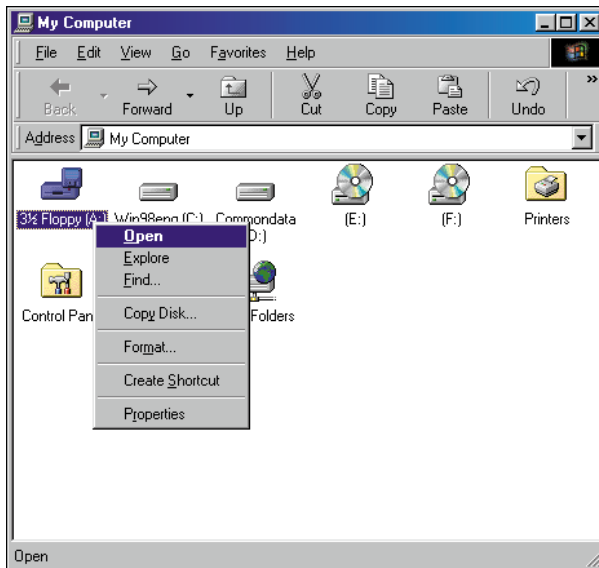 My Computer
File Edit View Go Favorites Help
Back Forward Up Cut Copy Paste Undo »
Address My Computer
3½ Floppy (A:) Win98eng (C:) Commondata (E:) (F:) Printers
D:)
Open
Explore
Find...
Control Pan Folders
Copy Disk...
Format...
Create Shortcut
Properties
Open